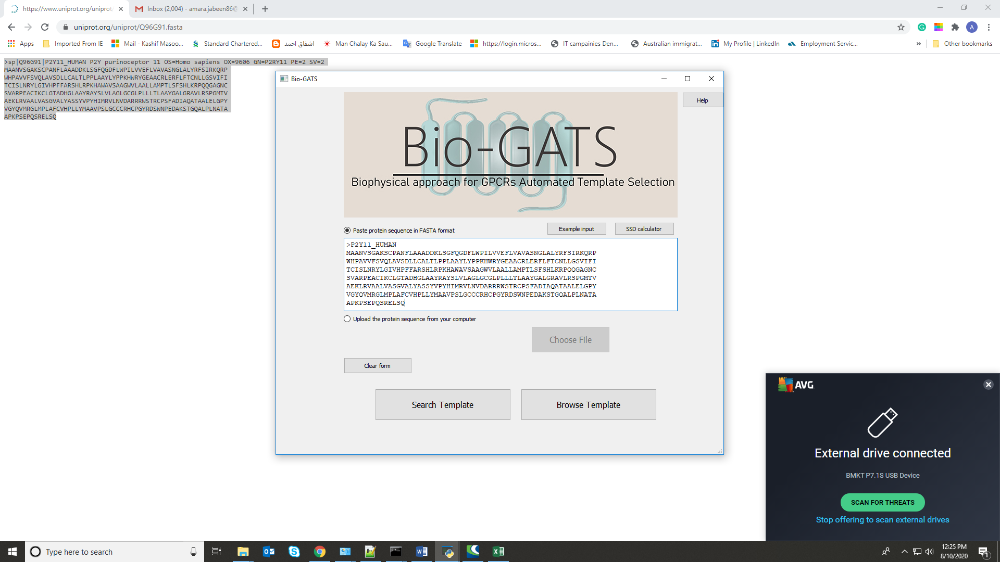 https://www.uniprot.org/uniprot
Inbox (2,004) - amara.jabeen86@
uniprot.org/uniprot/Q96G91.fasta
A
Apps
Imported From IE
Mail - Kashif Masoo...
Standard Chartered...
اشفاق احمد
Man Chalay Ka Sau...
Google Translate
https://login.micros...
IT campainies Den...
Australian immigrat...
My Profile | LinkedIn
Employment Servic...
»
Other bookmarks
>sp|Q96G91|P2Y11_HUMAN P2Y purinoceptor 11 OS=Homo sapiens OX=9606 GN=P2RY11 PE=2 SV=2
MAANVSGAKSCPANFLAAADDKLSGFQGDFLWPILVVEFLVAVASNGLALYRFSIRKQRP
WHPAVVFSVQLAVSDLLCALTLPPLAAYLYPPKHWRYGEAACRLERFLFTCNLLGSVIFI
TCISLNRYLGIVHPFFARSHLRPKHAWAVSAAGWVLAALLAMPTLSFSHLKRPQQGAGNC
SVARPEACIKCLGTADHGLAAYRAYSLVLAGLGCGLPLLLTLAAYGALGRAVLRSPGMTV
AEKLRVAALVASGVALYASSYVPYHIMRVLNVDARRRWSTRCPSFADIAQATAALELGPY
VGYQVMRGLMPLAFCVHPLLYMAAVPSLGCCCRHCPGYRDSWNPEDAKSTGQALPLNATA
APKPSEPQSRELSQ
Bio-GATS
Help
Bio-GATS
Biophysical approach for GPCRs Automated Template Selection
Paste protein sequence in FASTA format
Example input
SSD calculator
>P2Y11_HUMAN
MAANVSGAKSCPANFLAAADDKLSGFQGDFLWPILVVEFLVAVASNGLALYRFSIRKQRP
WHPAVVFSVQLAVSDLLCALTLPPLAAYLYPPKHWRYGEAACRLERFLFTCNLLGSVIFI
TCISLNRYLGIVHPFFARSHLRPKHAWAVSAAGWVLAALLAMPTLSFSHLKRPQQGAGNC
SVARPEACIKCLGTADHGLAAYRAYSLVLAGLGCGLPLLLTLAAYGALGRAVLRSPGMTV
AEKLRVAALVASGVALYASSYVPYHIMRVLNVDARRRWSTRCPSFADIAQATAALELGPY
VGYQVMRGLMPLAFCVHPLLYMAAVPSLGCCCRHCPGYRDSWNPEDAKSTGQALPLNATA
APKPSEPQSRELSQ
Upload the protein sequence from your computer
Choose File
Clear form
Search Template
Browse Template
AVG
External drive connected
BMKT P7.1S USB Device
SCAN FOR THREATS
Stop offering to scan external drives
Type here to search
12:25 PM
8/10/2020
1